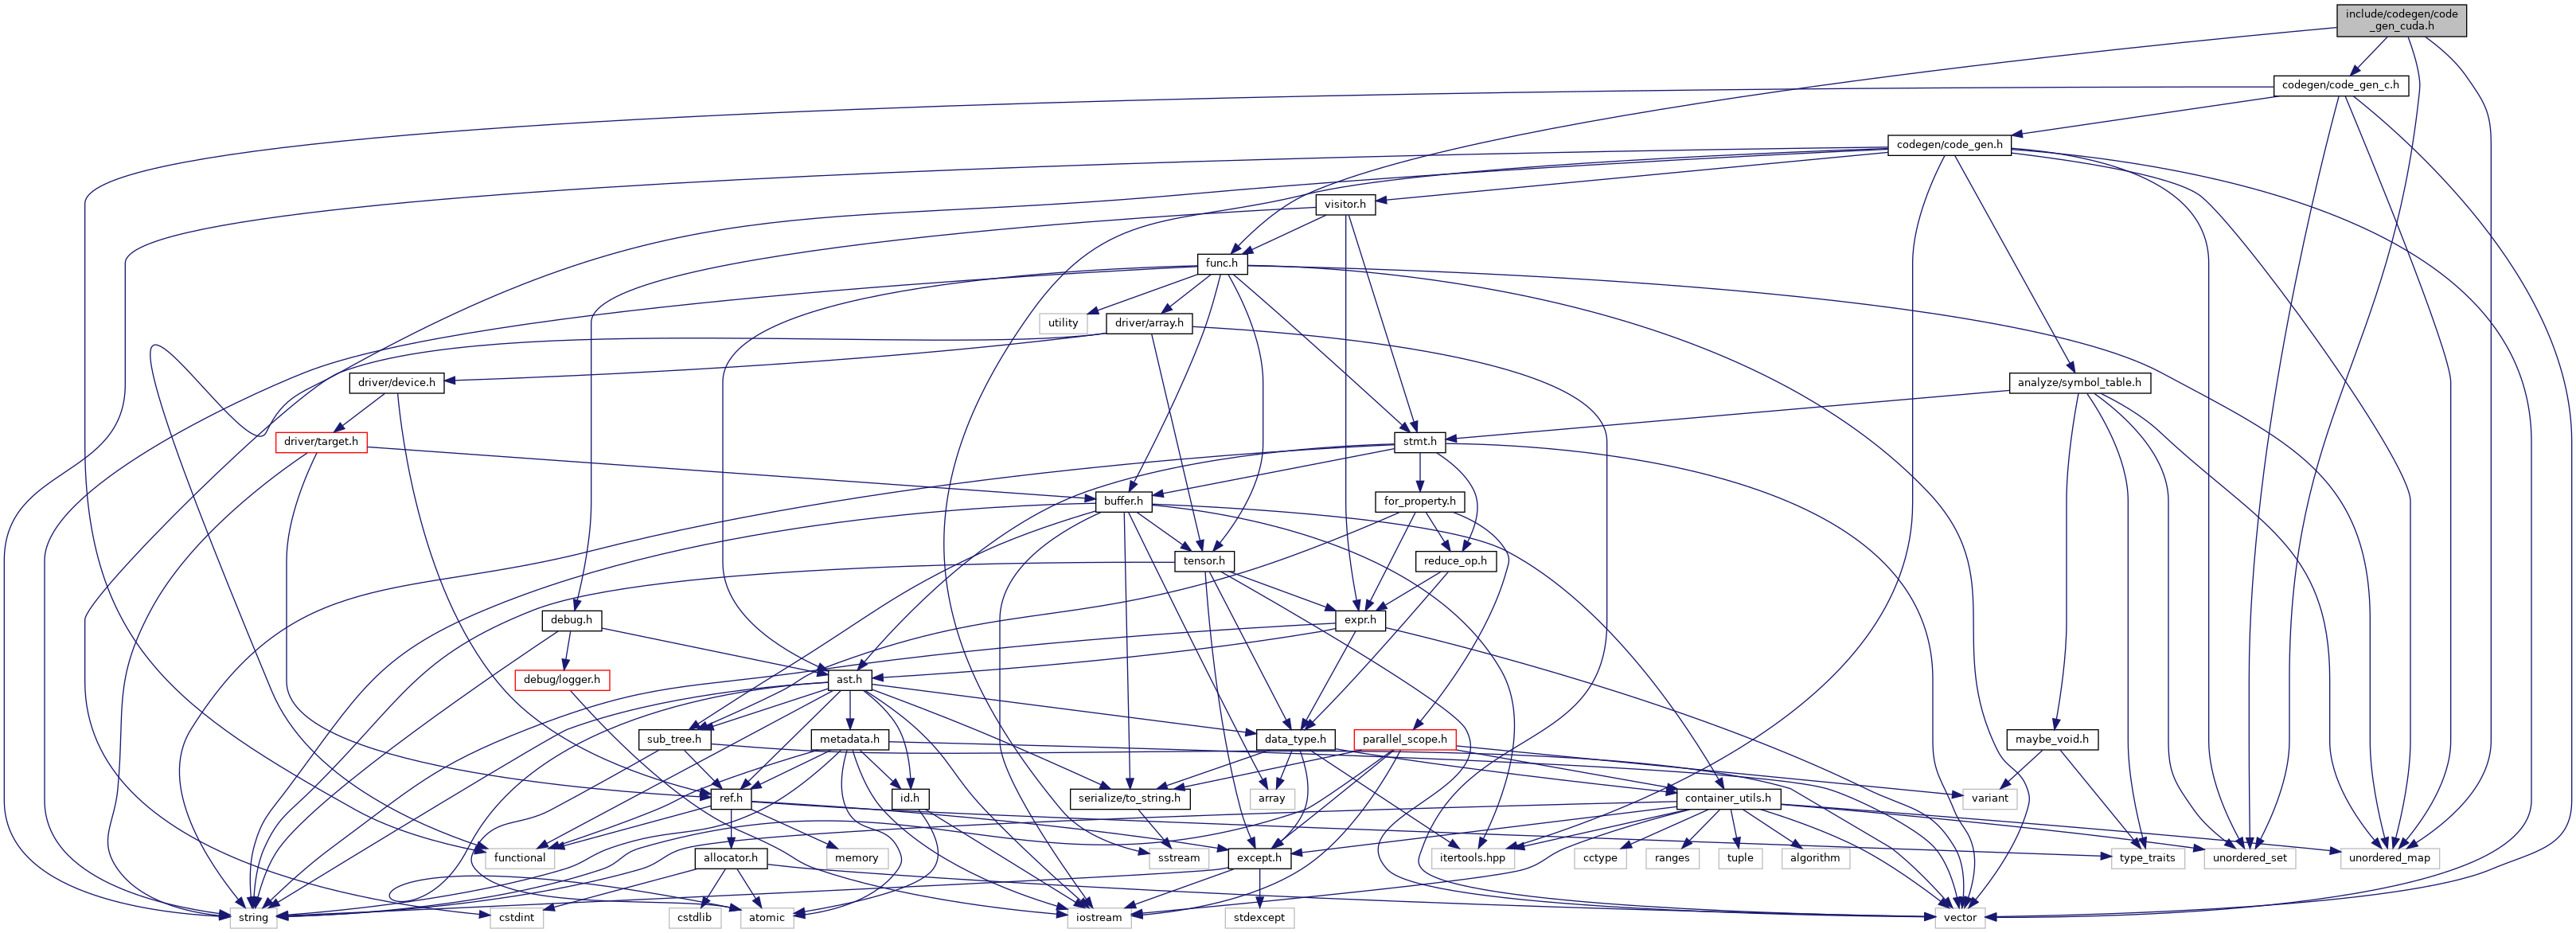 include/codegen/code
_gen_cuda.h
codegen/code_gen_c.h
codegen/code_gen.h
visitor.h
func.h
utility
driver/array.h
driver/device.h
analyze/symbol_table.h
driver/target.h
stmt.h
buffer.h
for_property.h
tensor.h
reduce_op.h
debug.h
expr.h
debug/logger.h
ast.h
sub_tree.h
metadata.h
data_type.h
parallel_scope.h
maybe_void.h
ref.h
id.h
serialize/to_string.h
array
container_utils.h
variant
functional
allocator.h
memory
sstream
except.h
itertools.hpp
cctype
ranges
tuple
algorithm
type_traits
unordered_set
unordered_map
string
cstdint
cstdlib
atomic
iostream
stdexcept
vector